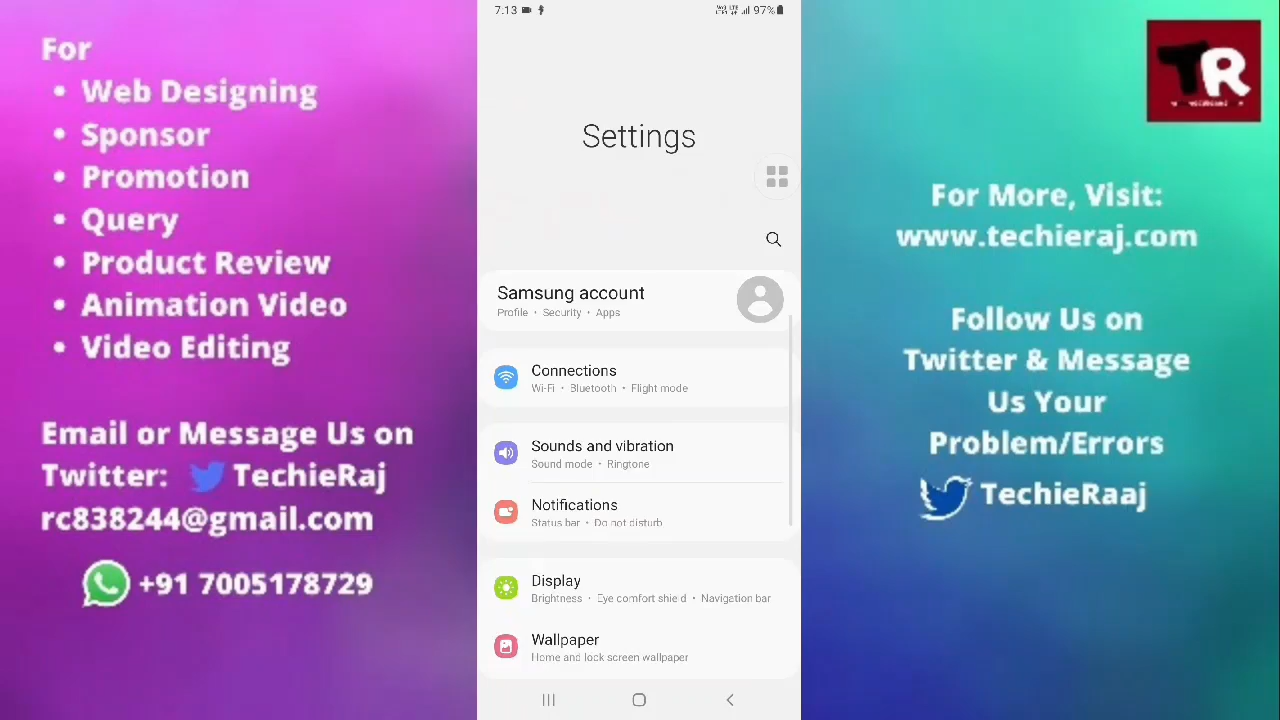 For
• Web Designing
• Sponsor
• Promotion
• Query
• Product Review
• Animation Video
• Video Editing
Email or Message Us on
Twitter: TechieRaj
rc838244@gmail.com
+91 7005178729
7:13
97%
Settings
Samsung account
Profile • Security • Apps
Connections
Wi-Fi • Bluetooth • Flight mode
Sounds and vibration
Sound mode • Ringtone
Notifications
Status bar • Do not disturb
Display
Brightness • Eye comfort shield • Navigation bar
Wallpaper
Home and lock screen wallpaper
TR
For More, Visit:
www.techieraj.com
Follow Us on
Twitter & Message
Us Your
Problem/Errors
TechieRaaj